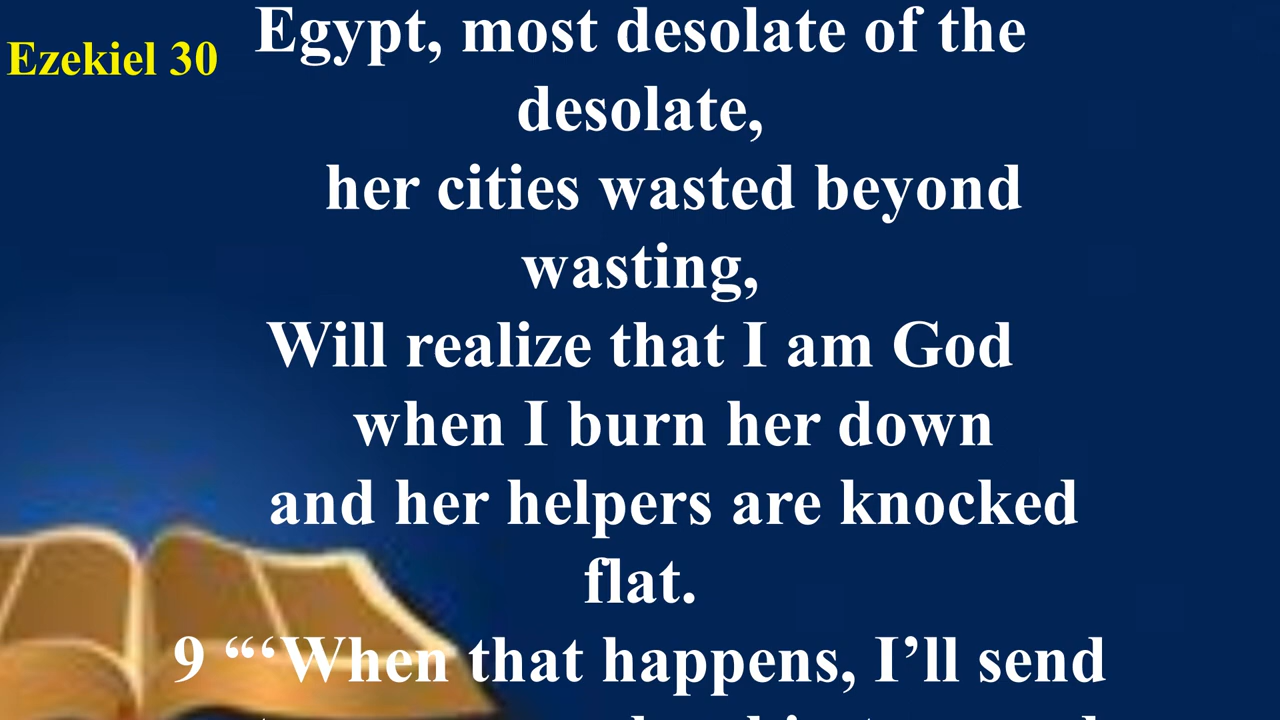 Ezekiel 30
Egypt, most desolate of the
desolate,
her cities wasted beyond
wasting,
Will realize that I am God
when I burn her down
and her helpers are knocked
flat.
9 “‘When that happens, I’ll send